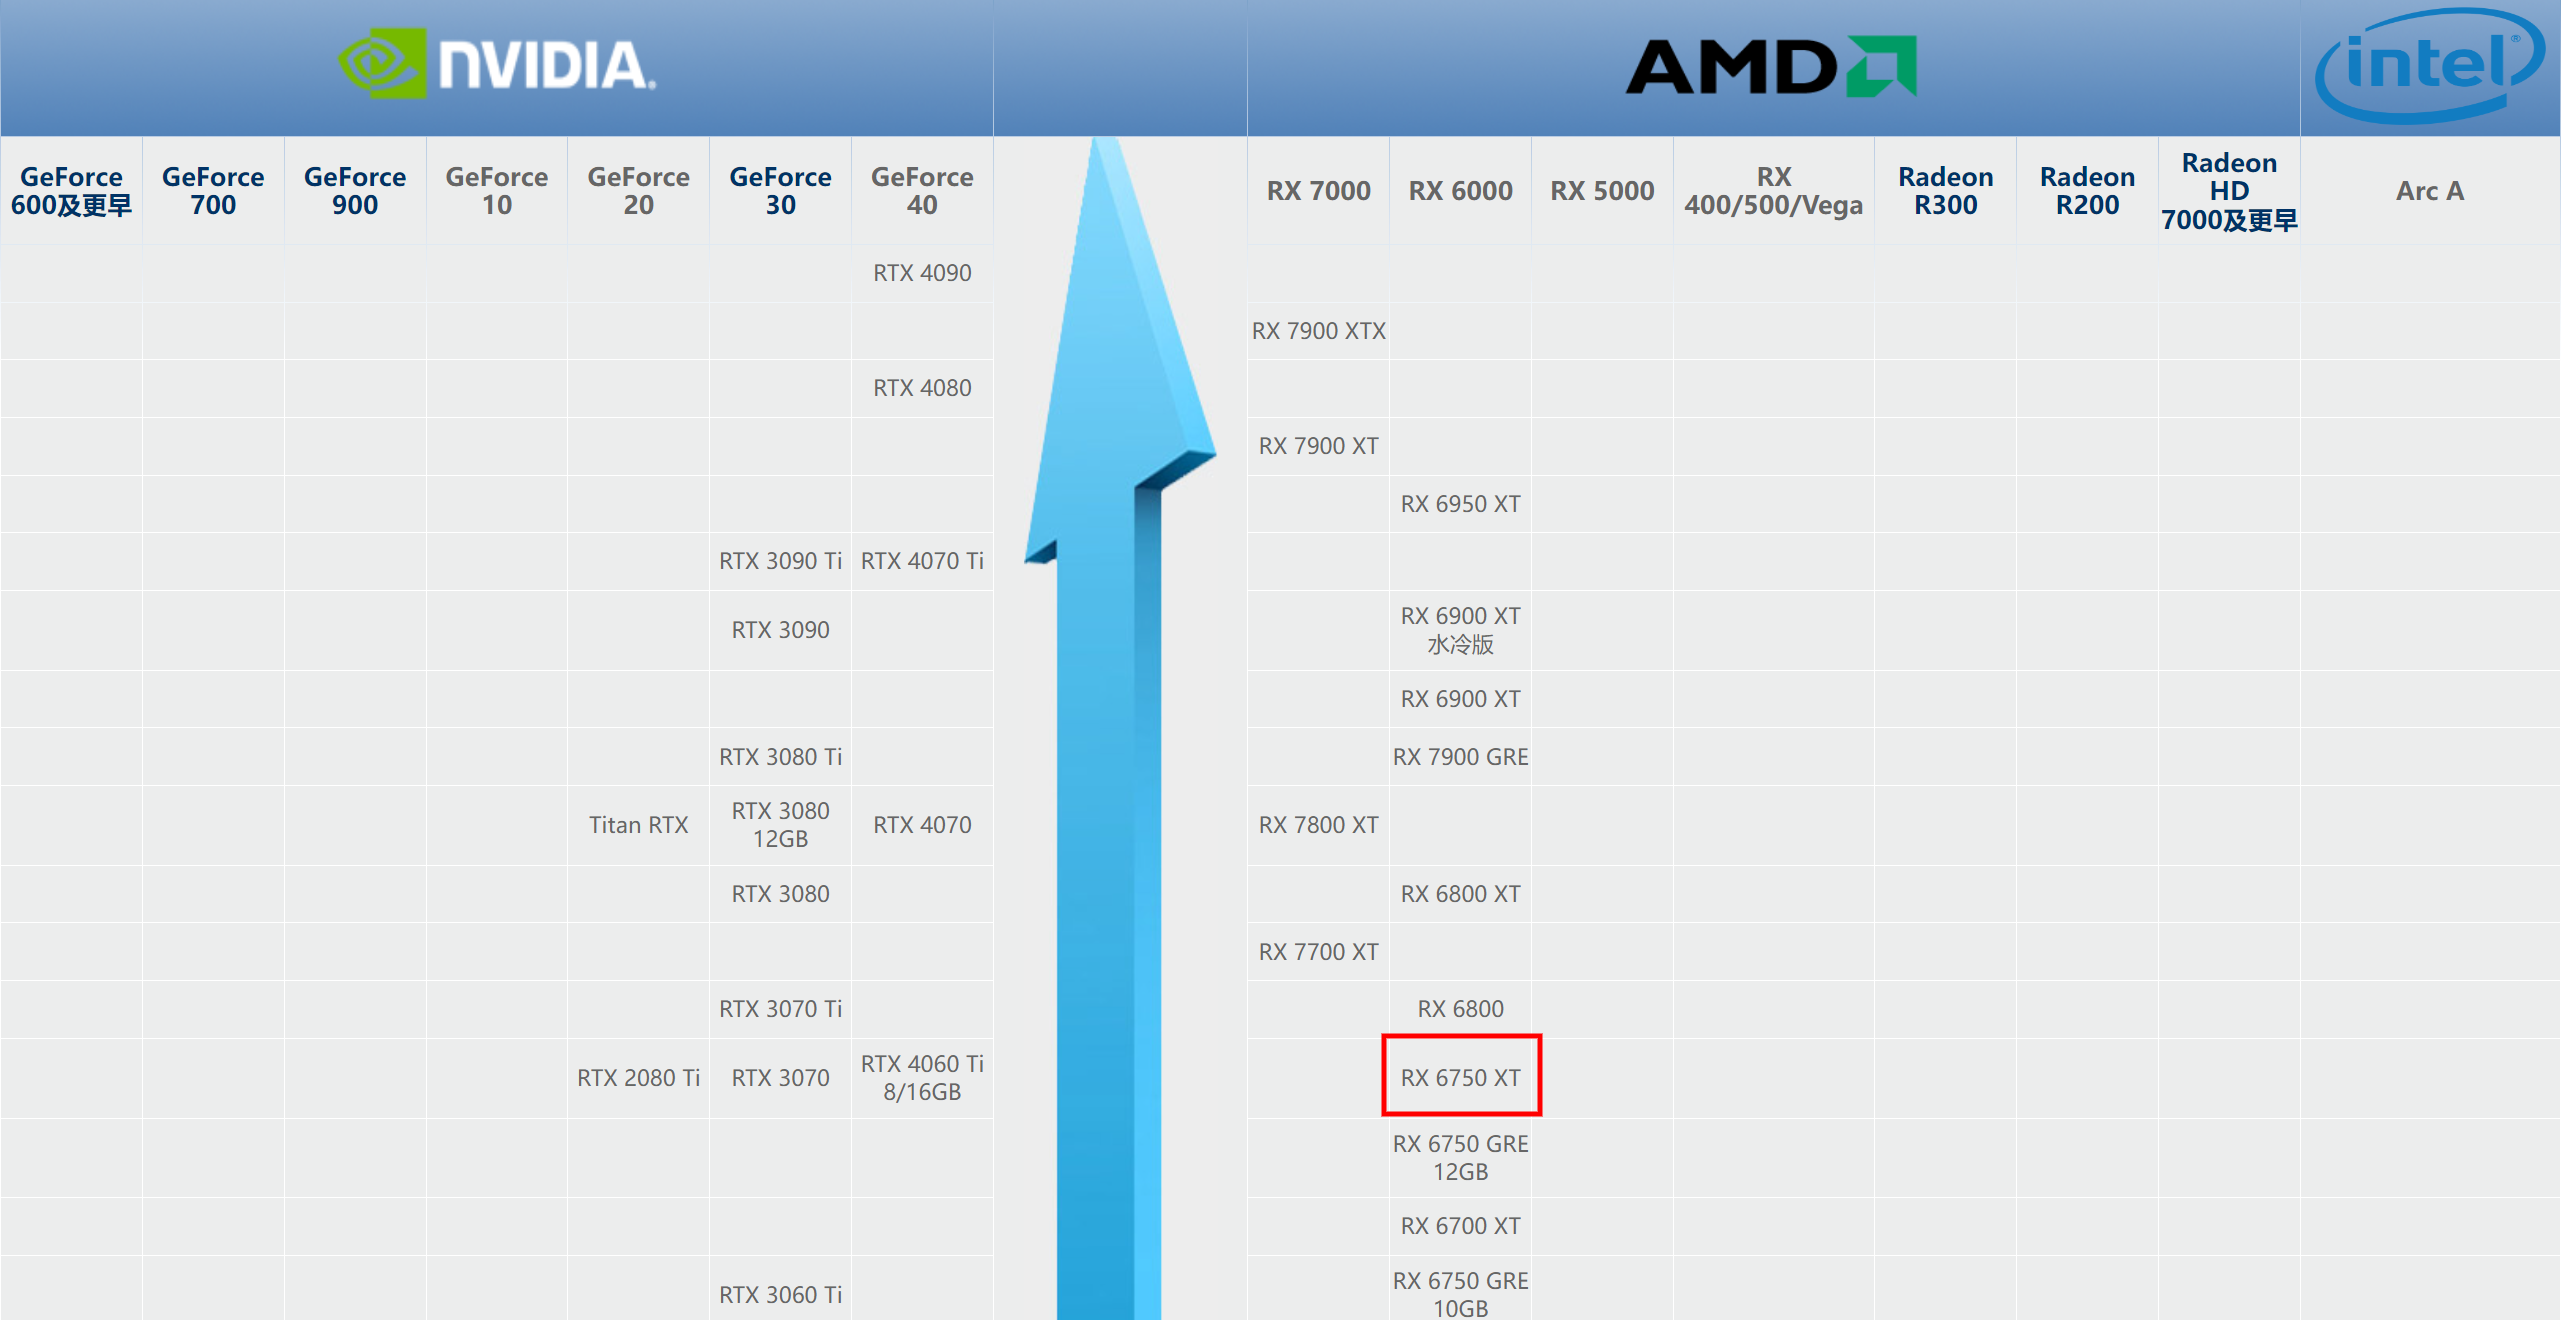 NVIDIA.
AMD
intel®
GeForce
600及更早
GeForce
700
GeForce
900
GeForce
10
GeForce
20
GeForce
30
GeForce
40
RX 7000
RX 6000
RX 5000
RX
400/500/Vega
Radeon
R300
Radeon
R200
Radeon
HD
7000及更早
Arc A
RTX 4090
RX 7900 XTX
RTX 4080
RX 7900 XT
RX 6950 XT
RTX 3090 Ti
RTX 4070 Ti
RTX 3090
RX 6900 XT
水冷版
RX 6900 XT
RTX 3080 Ti
RX 7900 GRE
Titan RTX
RTX 3080
12GB
RTX 4070
RX 7800 XT
RTX 3080
RX 6800 XT
RX 7700 XT
RTX 3070 Ti
RX 6800
RTX 2080 Ti
RTX 3070
RTX 4060 Ti
8/16GB
RX 6750 XT
RX 6750 GRE
12GB
RX 6700 XT
RTX 3060 Ti
RX 6750 GRE
10GB